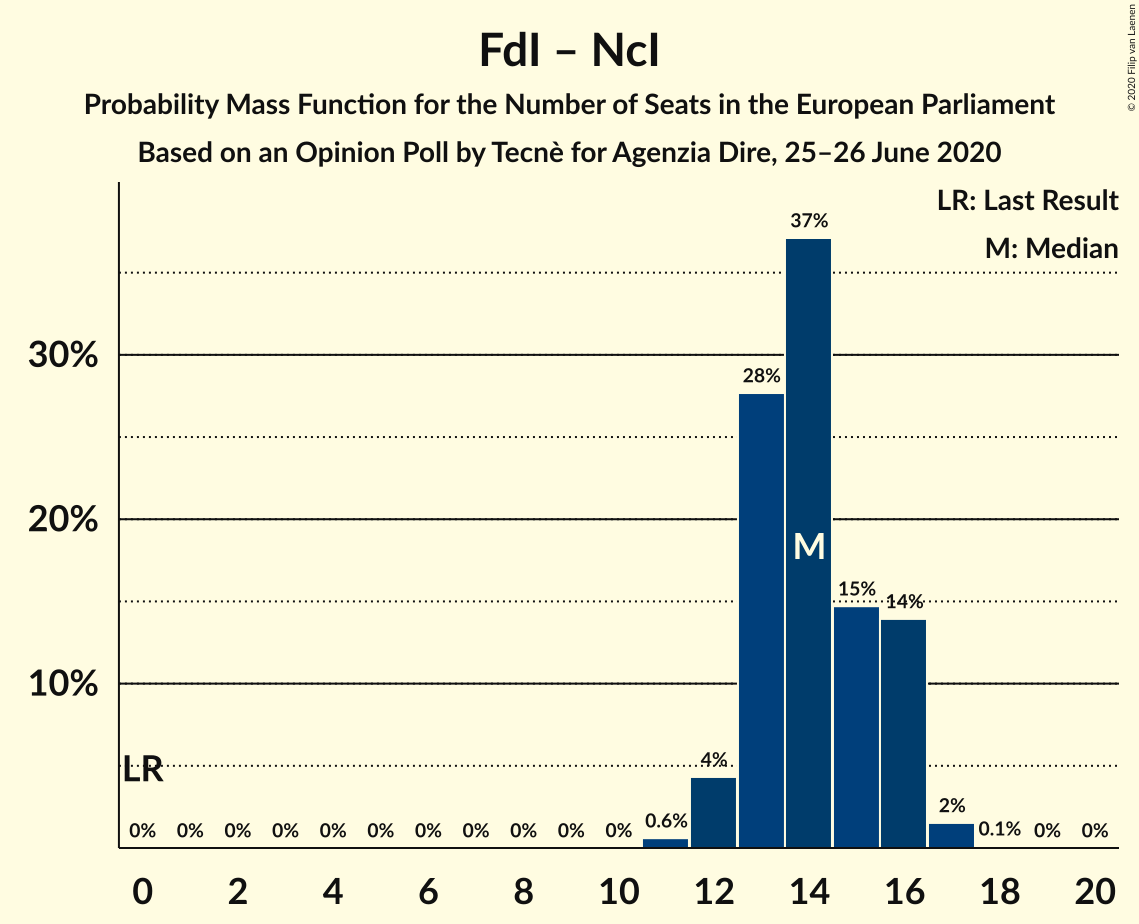 FdI – NcI
Probability Mass Function for the Number of Seats in the European Parliament
Based on an Opinion Poll by Tecnè for Agenzia Dire, 25–26 June 2020
© 2020 Filip van Laenen
LR: Last Result
M: Median
37%
30%
28%
20%
M
15%
14%
10%
LR
4%
2%
0% 0% 0% 0% 0% 0% 0% 0% 0% 0% 0% 0.6% 0.1% 0% 0%
0 2 4 6 8 10 12 14 16 18 20